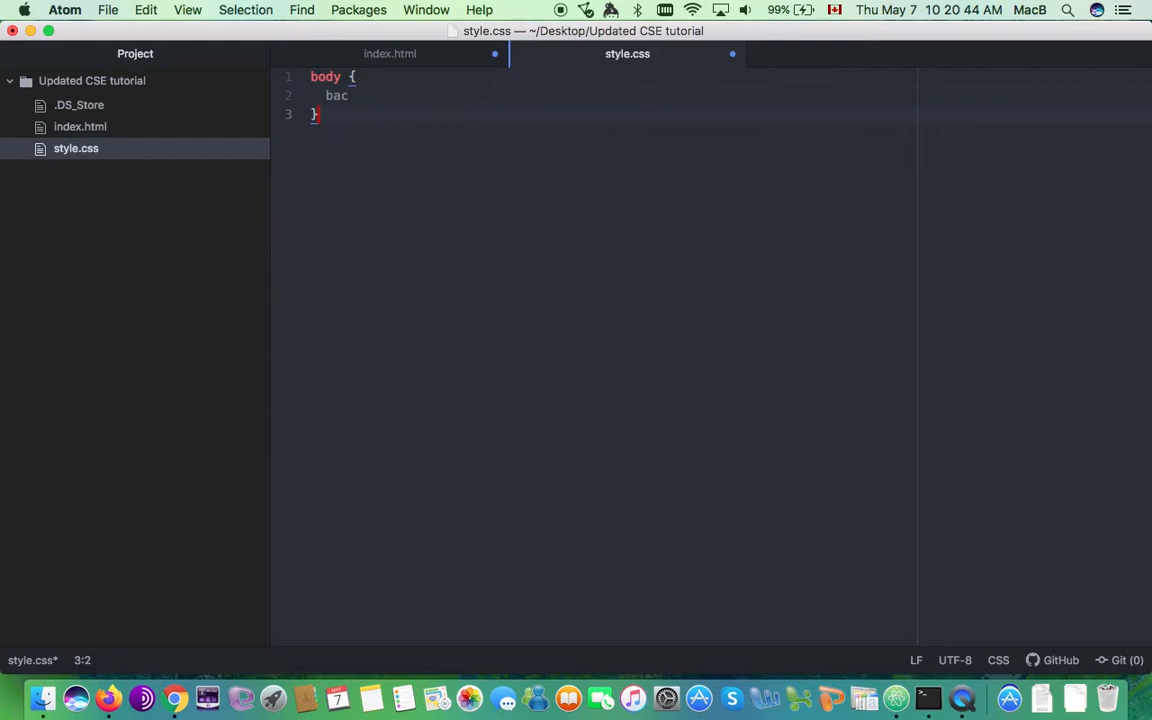 Atom File Edit View Selection Find Packages Window Help 99% Thu May 7 10 20 44 AM MacB
style.css — ~/Desktop/Updated CSE tutorial
Project index.html style.css
Updated CSE tutorial
.DS_Store
index.html
style.css
1 body {
2 bac
3 }
style.css* 3:2 LF UTF-8 CSS GitHub Git (0)